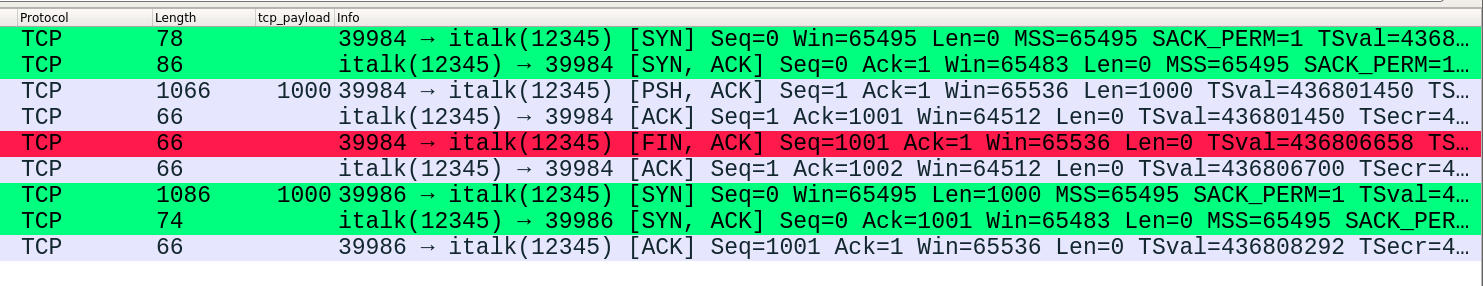 Protocol Length tcp_payload Info
TCP 78 39984 → italk(12345) [SYN] Seq=0 Win=65495 Len=0 MSS=65495 SACK_PERM=1 TSval=4368…
TCP 86 italk(12345) → 39984 [SYN, ACK] Seq=0 Ack=1 Win=65483 Len=0 MSS=65495 SACK_PERM=1…
TCP 1066 1000 39984 → italk(12345) [PSH, ACK] Seq=1 Ack=1 Win=65536 Len=1000 TSval=436801450 TS…
TCP 66 italk(12345) → 39984 [ACK] Seq=1 Ack=1001 Win=64512 Len=0 TSval=436801450 TSecr=4…
TCP 66 39984 → italk(12345) [FIN, ACK] Seq=1001 Ack=1 Win=65536 Len=0 TSval=436806658 TS…
TCP 66 italk(12345) → 39984 [ACK] Seq=1 Ack=1002 Win=64512 Len=0 TSval=436806700 TSecr=4…
TCP 1086 1000 39986 → italk(12345) [SYN] Seq=0 Win=65495 Len=1000 MSS=65495 SACK_PERM=1 TSval=4…
TCP 74 italk(12345) → 39986 [SYN, ACK] Seq=0 Ack=1001 Win=65483 Len=0 MSS=65495 SACK_PER…
TCP 66 39986 → italk(12345) [ACK] Seq=1001 Ack=1 Win=65536 Len=0 TSval=436808292 TSecr=4…